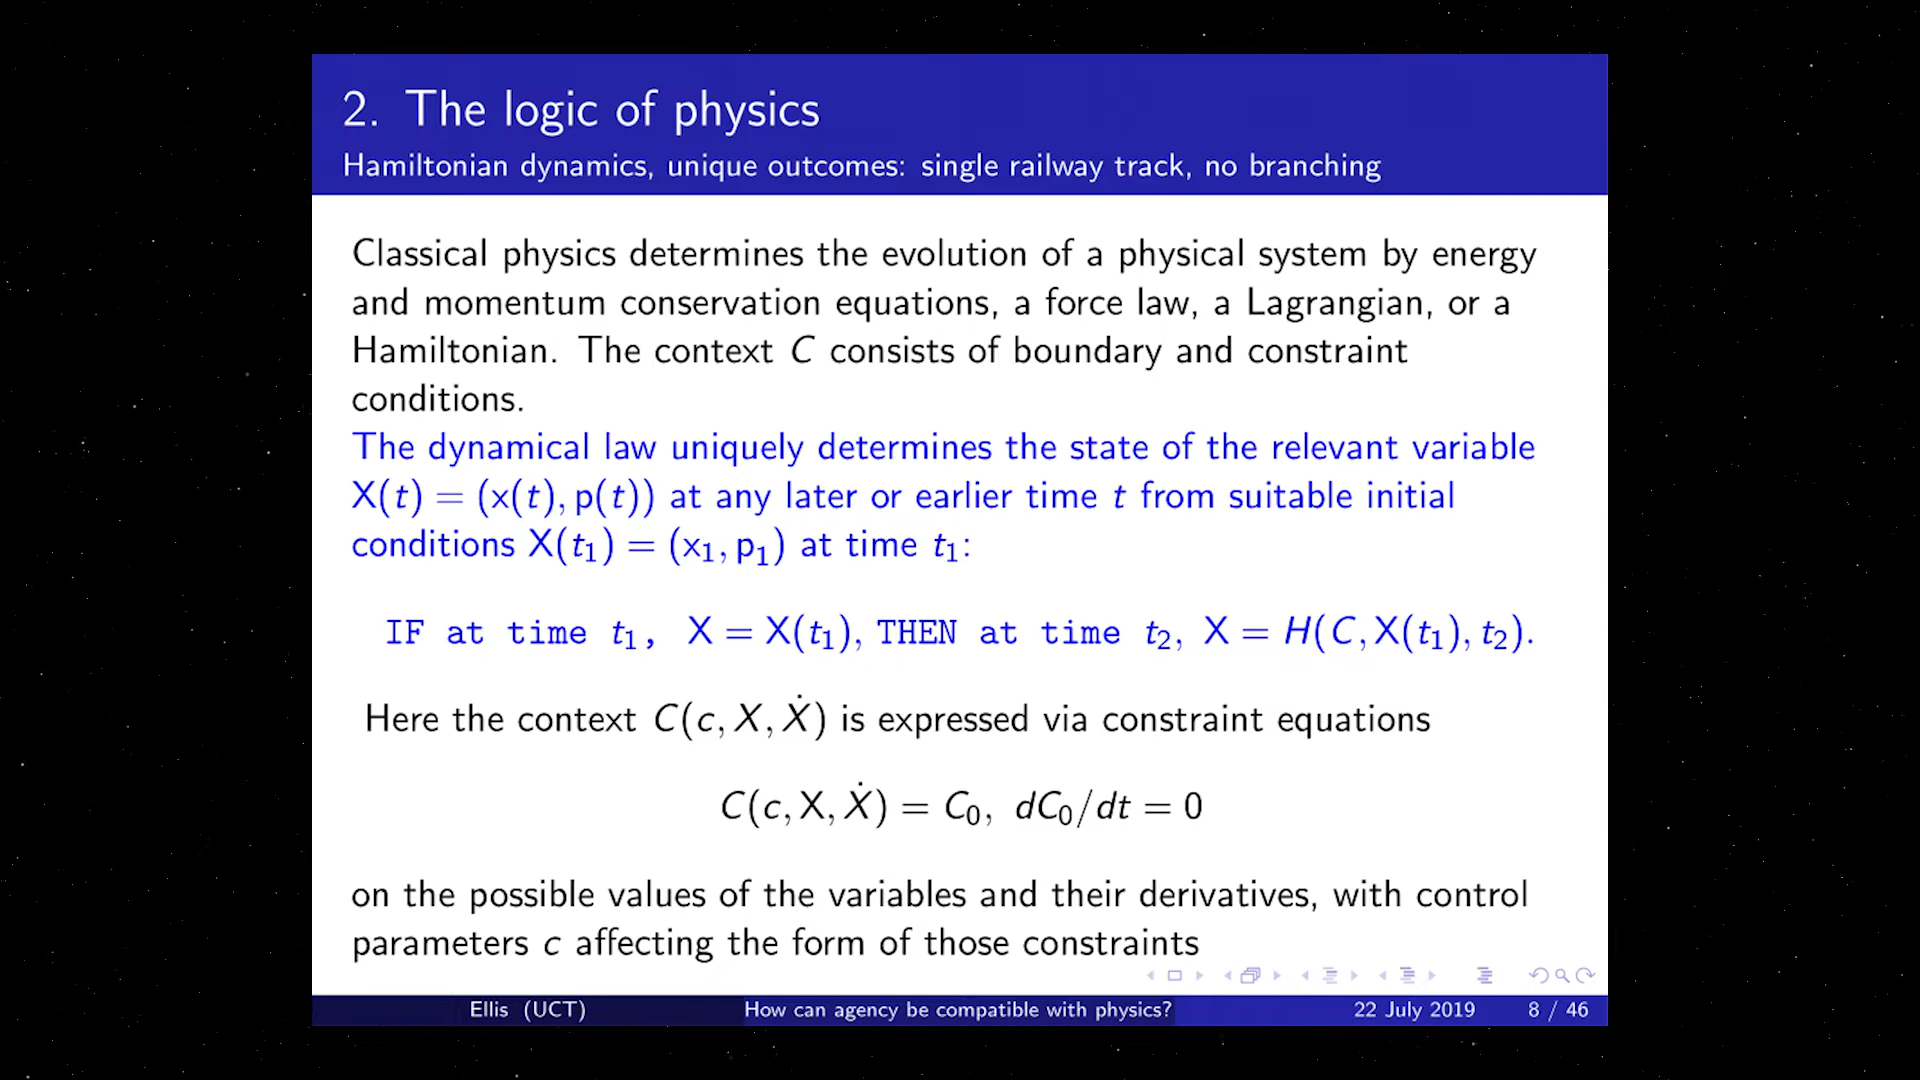 2. The logic of physics
Hamiltonian dynamics, unique outcomes: single railway track, no branching
Classical physics determines the evolution of a physical system by energy
and momentum conservation equations, a force law, a Lagrangian, or a
Hamiltonian. The context C consists of boundary and constraint
conditions.
The dynamical law uniquely determines the state of the relevant variable
X(t) = (x(t), p(t)) at any later or earlier time t from suitable initial
conditions X(t₁) = (x₁, p₁) at time t₁:
IF at time t₁, X = X(t₁), THEN at time t₂, X = H(C, X(t₁), t₂).
Here the context C(c, X, Ẋ) is expressed via constraint equations
C(c, X, Ẋ) = C₀, dC₀/dt = 0
on the possible values of the variables and their derivatives, with control
parameters c affecting the form of those constraints
Ellis (UCT) How can agency be compatible with physics? 22 July 2019 8 / 46